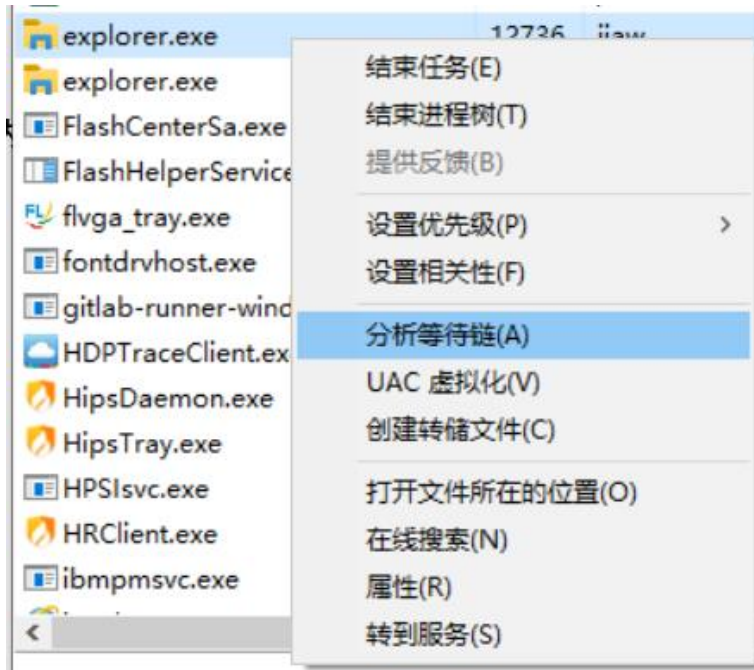 explorer.exe 12736 jjaw
explorer.exe
FlashCenterSa.exe
FlashHelperService
flvga_tray.exe
fontdrvhost.exe
gitlab-runner-wind
HDPTraceClient.ex
HipsDaemon.exe
HipsTray.exe
HPSIsvc.exe
HRClient.exe
ibmpmsvc.exe
结束任务(E)
结束进程树(T)
提供反馈(B)
设置优先级(P)
设置相关性(F)
分析等待链(A)
UAC 虚拟化(V)
创建转储文件(C)
打开文件所在的位置(O)
在线搜索(N)
属性(R)
转到服务(S)